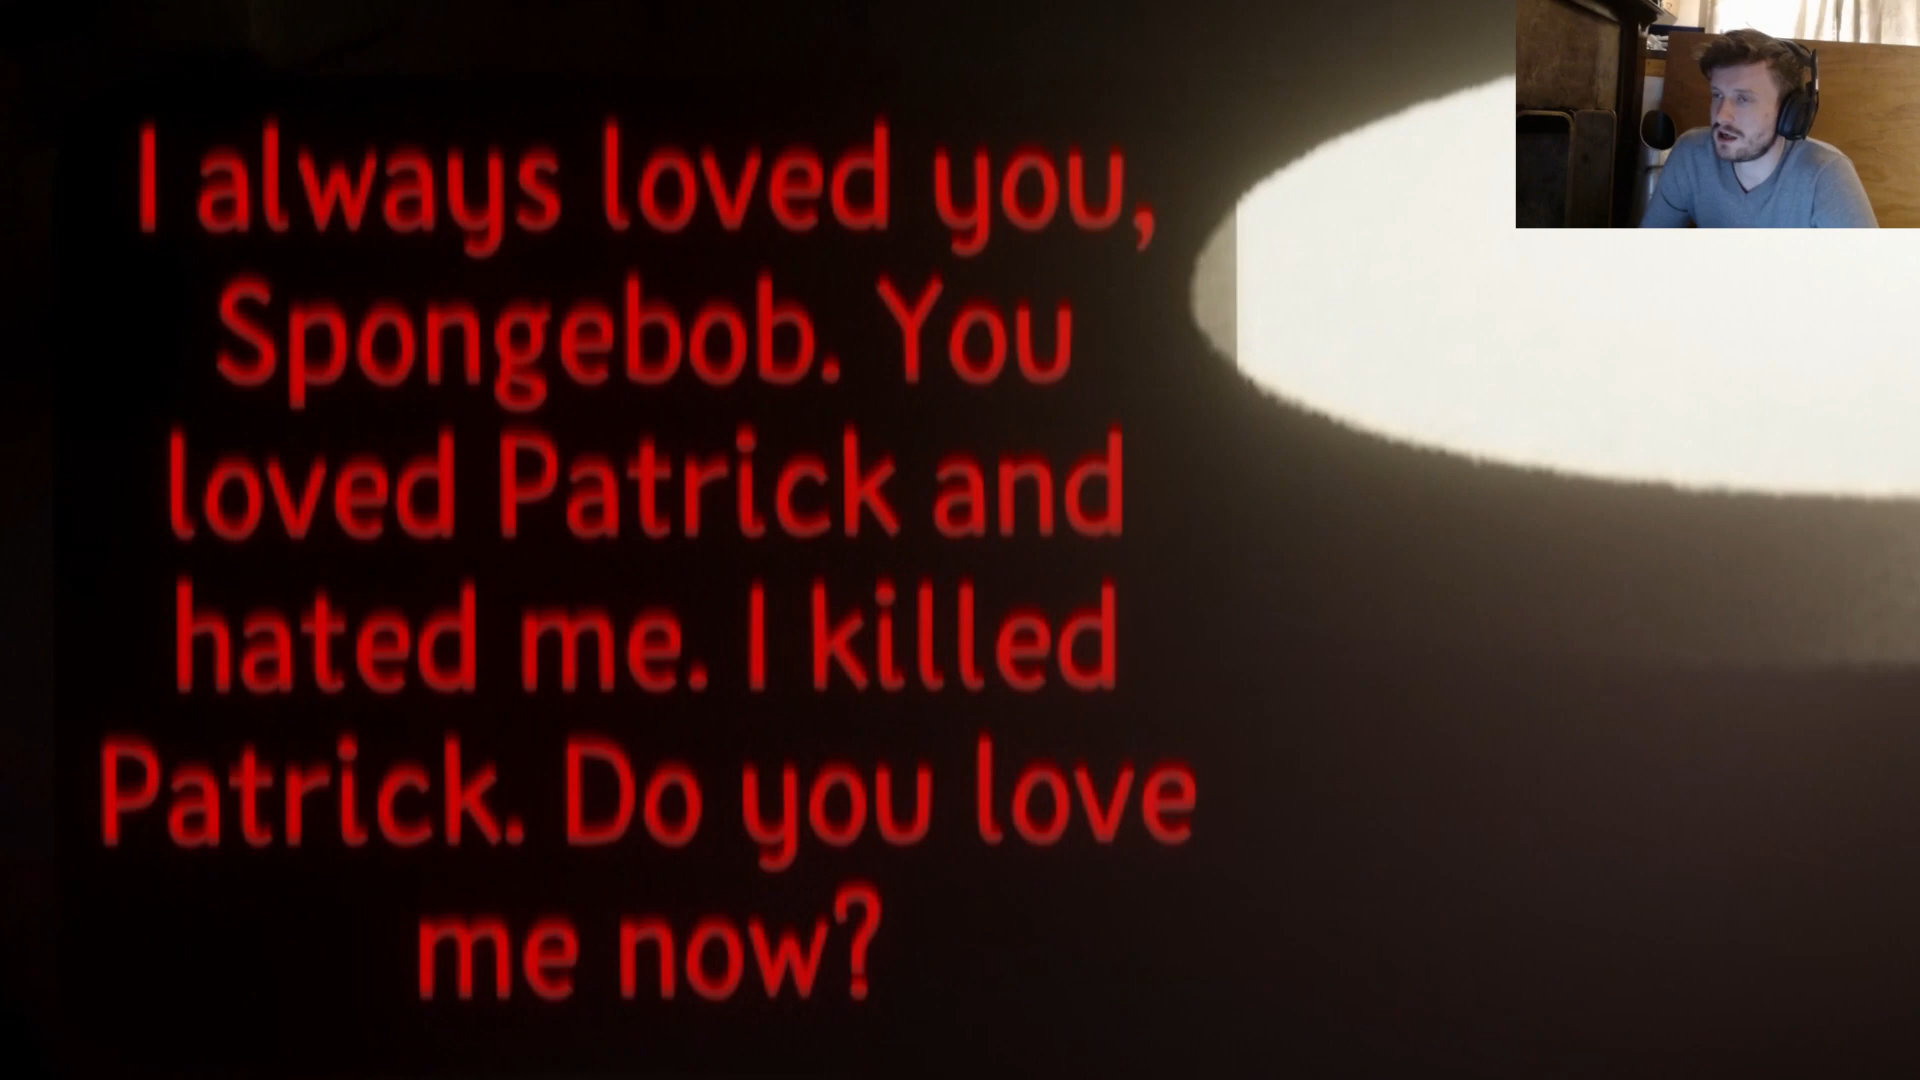 I always loved you,
Spongebob. You
loved Patrick and
hated me. I killed
Patrick. Do you love
me now?